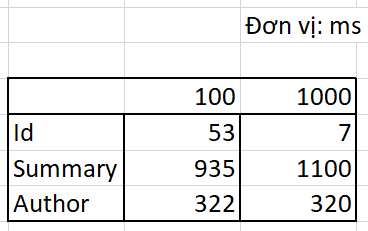 Đơn vị: ms
100 1000
Id 53 7
Summary 935 1100
Author 322 320